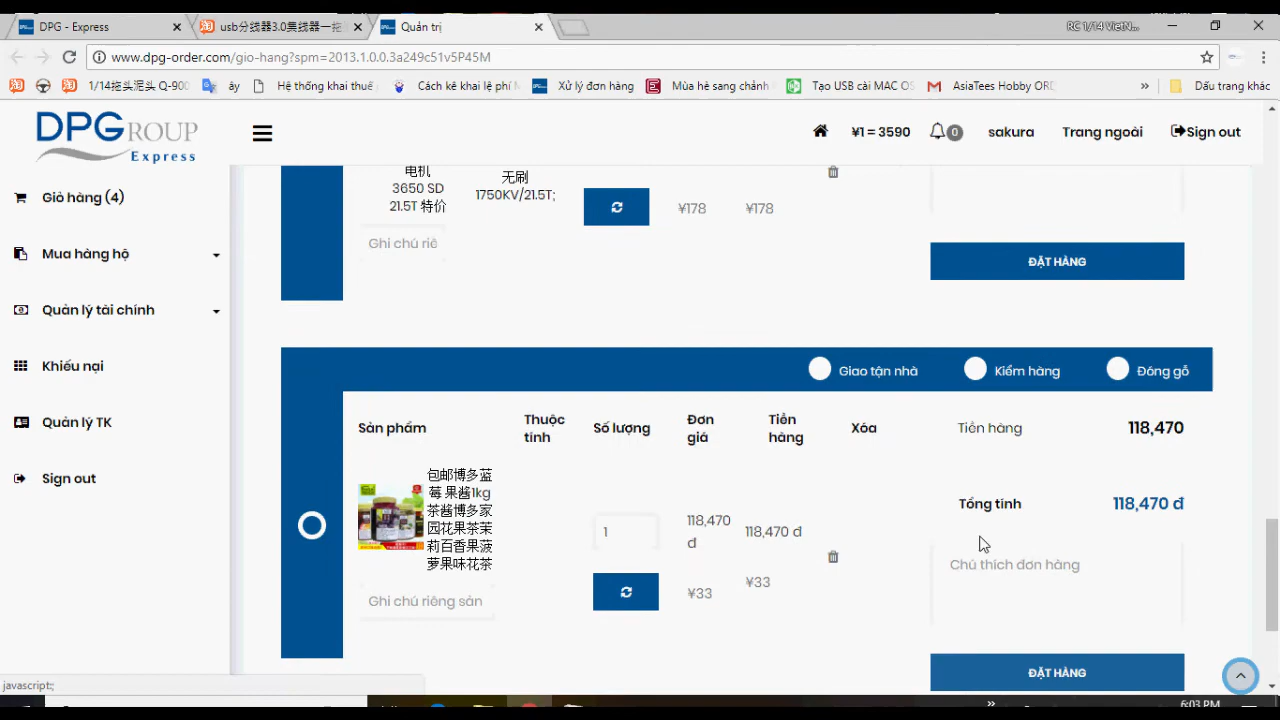 DPG - Express
usb分线器3.0集线器一拖
Quản trị
RC 1/14 VietN
www.dpg-order.com/gio-hang?spm=2013.1.0.0.3a249c51v5P45M
1/14拖头泥头 Q-900
ây
Hệ thống khai thuế
Cách kê khai lệ phí M
Xử lý đơn hàng
Mùa hè sang chảnh
Tạo USB cài MAC OS
AsiaTees Hobby ORD
»
Dấu trang khác
DPGROUP
Express
¥1 = 3590
0
sakura
Trang ngoài
Sign out
Giỏ hàng (4)
Mua hàng hộ
Quản lý tài chính
Khiếu nại
Quản lý TK
Sign out
电机
3650 SD
21.5T 特价
无刷
1750KV/21.5T;
¥178
¥178
Ghi chú riê
ĐẶT HÀNG
Giao tận nhà
Kiểm hàng
Đóng gỗ
Sản phẩm
Thuộc
tính
Số lượng
Đơn
giá
Tiền
hàng
Xóa
Tiền hàng
118,470
包邮博多蓝
莓 果酱1kg
茶酱博多家
园花果茶茉
莉百香果菠
萝果味花茶
1
118,470
đ
118,470 đ
¥33
¥33
Tổng tính
118,470 đ
Chú thích đơn hàng
Ghi chú riêng sản
ĐẶT HÀNG
javascript:;
»
6:03 PM